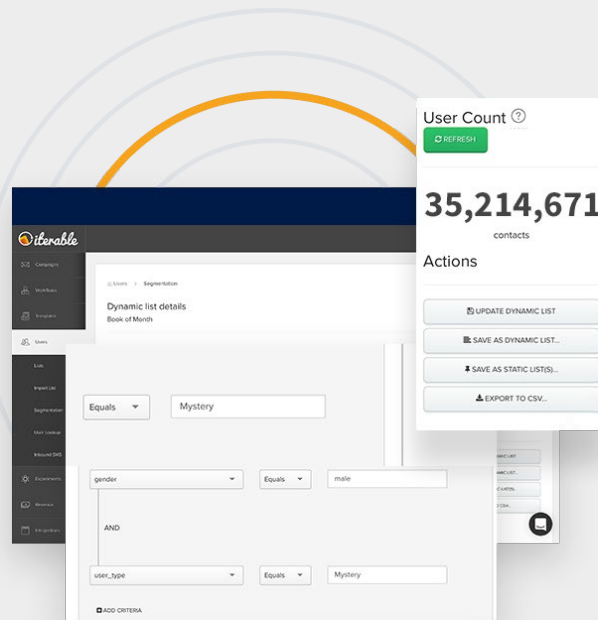 User Count ?
REFRESH
35,214,671
contacts
Actions
UPDATE DYNAMIC LIST
SAVE AS DYNAMIC LIST...
SAVE AS STATIC LIST(S)...
EXPORT TO CSV...
iterable
Campaigns
Workflows
Templates
Users
Lists
Import List
Segmentation
User Lookup
Inbound SMS
Experiments
Integrations
Users > Segmentation
Dynamic list details
Book of Month
Equals Mystery
gender Equals male
AND
user_type Equals Mystery
ADD CRITERIA